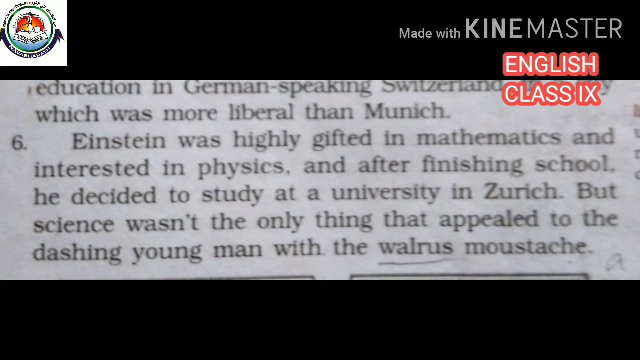 Made with KINEMASTER
ENGLISH
CLASS IX
education in German-speaking Switzerland
which was more liberal than Munich.
6. Einstein was highly gifted in mathematics and
interested in physics, and after finishing school,
he decided to study at a university in Zurich. But
science wasn't the only thing that appealed to the
dashing young man with the walrus moustache.
a